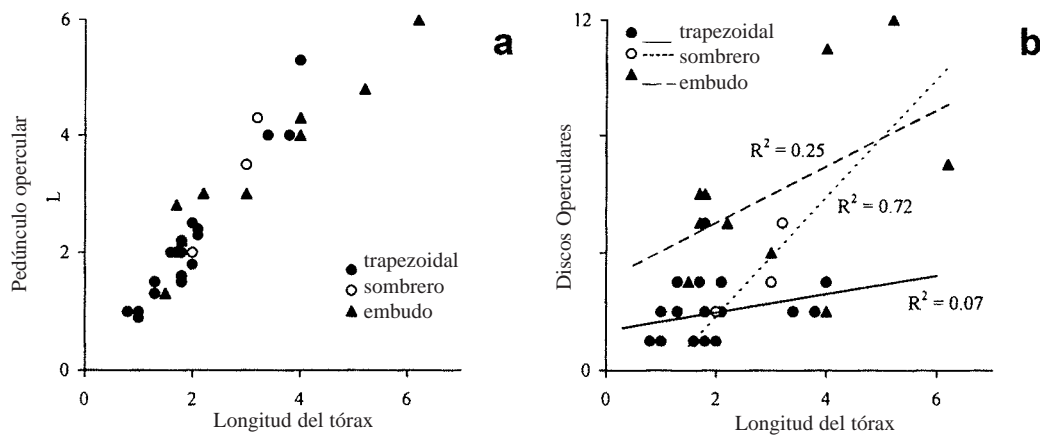 a
6
4
2
0
Pedúnculo opercular
L
trapezoidal
sombrero
embudo
0 2 4 6
Longitud del tórax
b
12
0
Discos Operculares
trapezoidal
sombrero
embudo
R² = 0.25
R² = 0.72
R² = 0.07
0 2 4 6
Longitud del tórax